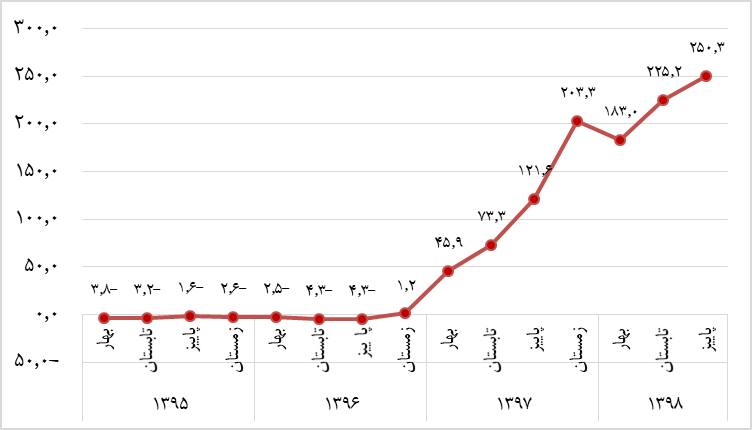 ۳۰۰,۰
۲۵۰,۰
۲۰۰,۰
۱۵۰,۰
۱۰۰,۰
۵۰,۰
۰,۰
۵۰,۰–
۳,۸–
۳,۲–
۱,۶–
۲,۶–
۲,۵–
۴,۳–
۴,۳–
۱,۲
۴۵,۹
۷۳,۳
۱۲۱,۶
۲۰۳,۳
۱۸۳,۰
۲۲۵,۲
۲۵۰,۳
بهار
تابستان
پاییز
زمستان
بهار
تابستان
پاییز
زمستان
بهار
تابستان
پاییز
زمستان
بهار
تابستان
پاییز
۱۳۹۵
۱۳۹۶
۱۳۹۷
۱۳۹۸